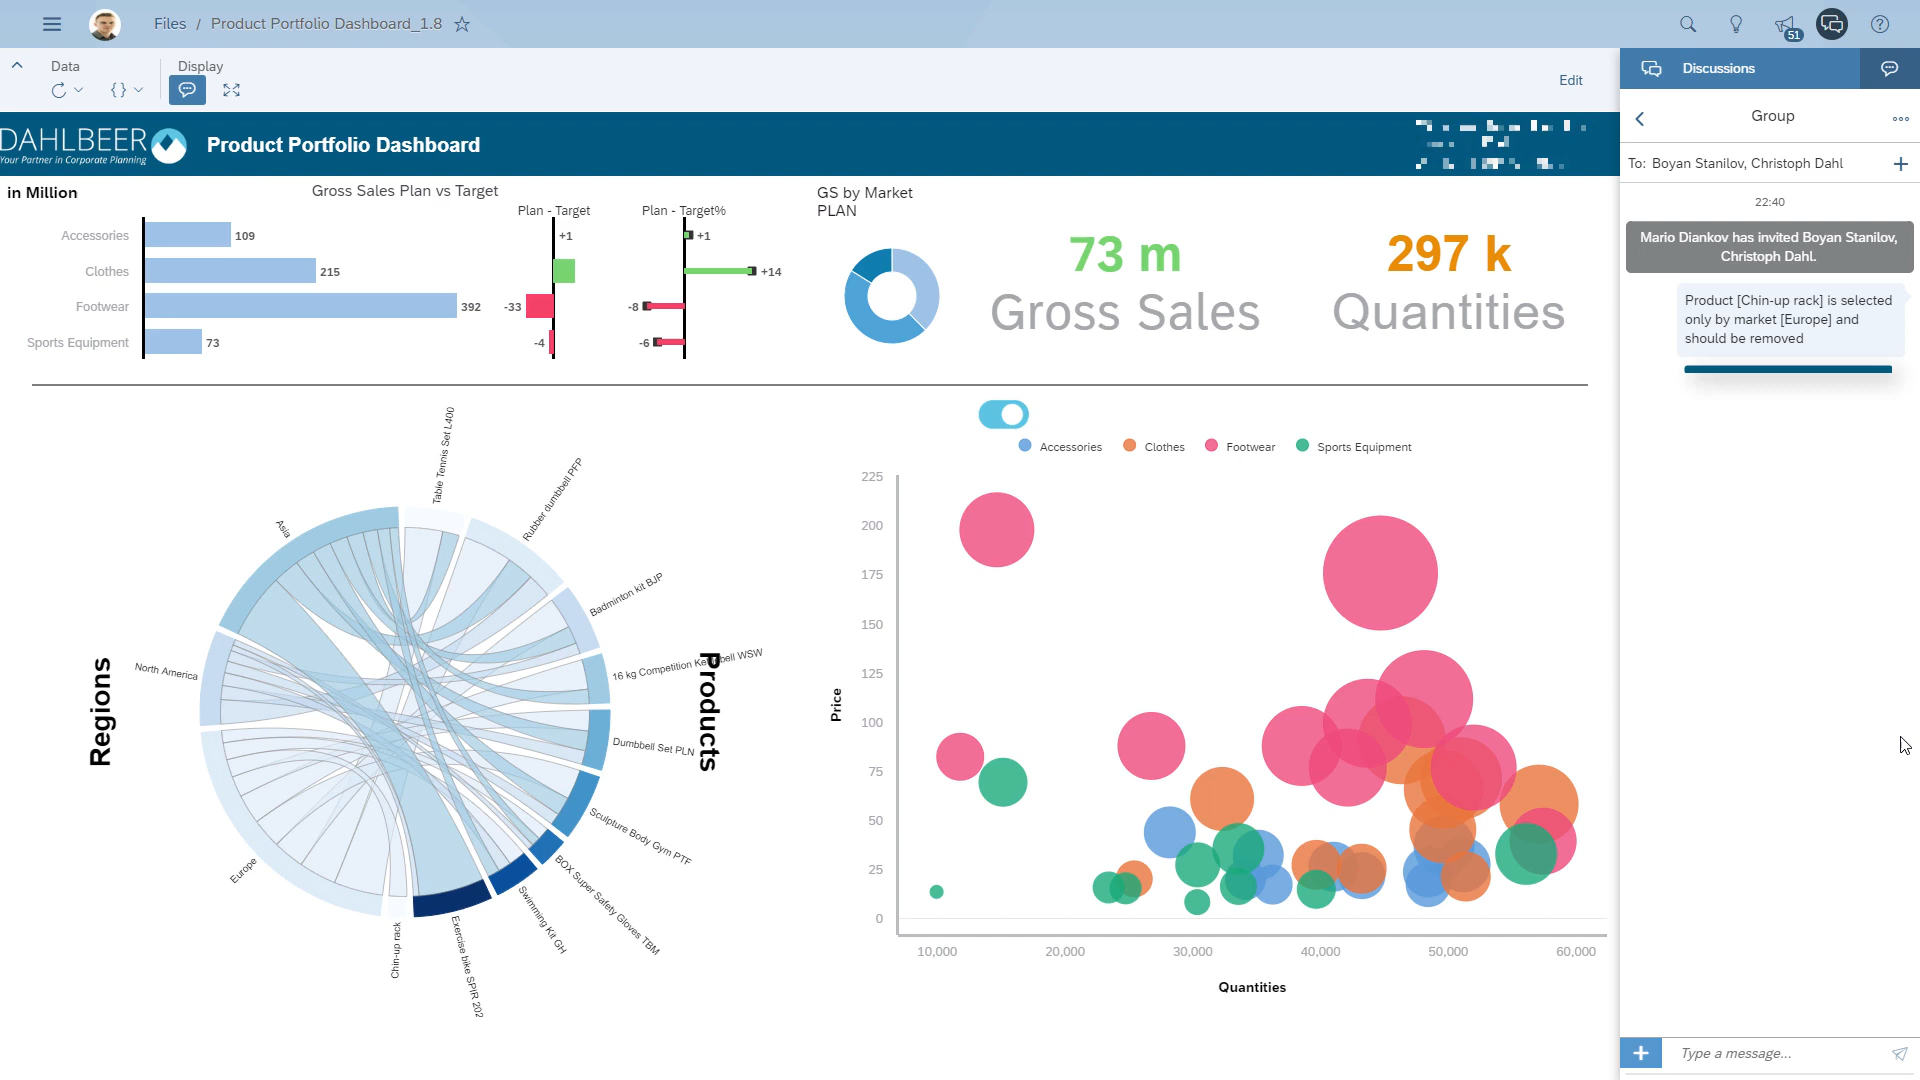 Files / Product Portfolio Dashboard_1.8
51
Data
Display
{ }
Edit
Discussions
Group
To: Boyan Stanilov, Christoph Dahl
22:40
Mario Diankov has invited Boyan Stanilov,
Christoph Dahl.
Product [Chin-up rack] is selected
only by market [Europe] and
should be removed
Type a message...
DAHLBEER
Your Partner in Corporate Planning
Product Portfolio Dashboard
in Million
Gross Sales Plan vs Target
Plan - Target
Plan - Target%
Accessories 109 +1 +1
Clothes 215 +14
Footwear 392 -33 -8
Sports Equipment 73 -4 -6
GS by Market
PLAN
73 m
Gross Sales
297 k
Quantities
Regions
Products
Asia
North America
Europe
Table Tennis Set L400
Rubber dumbbell PFP
Badminton kit BJP
16 kg Competition Kettlebell WSW
Dumbbell Set PLN
Sculpture Body Gym PTF
BOX Super Safety Gloves TBM
Swimming Kit GH
Exercise bike SPIR 202
Chin-up rack
Accessories
Clothes
Footwear
Sports Equipment
Price
225
200
175
150
125
100
75
50
25
0
10,000
20,000
30,000
40,000
50,000
60,000
Quantities